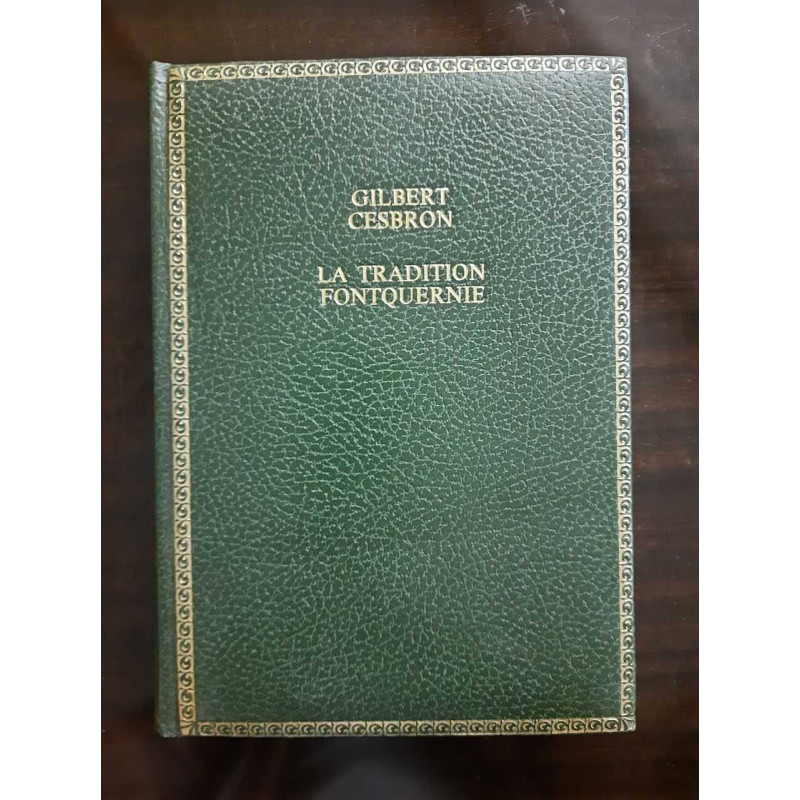 GILBERT
CESBRON
LA TRADITION
FONTQUERNIE